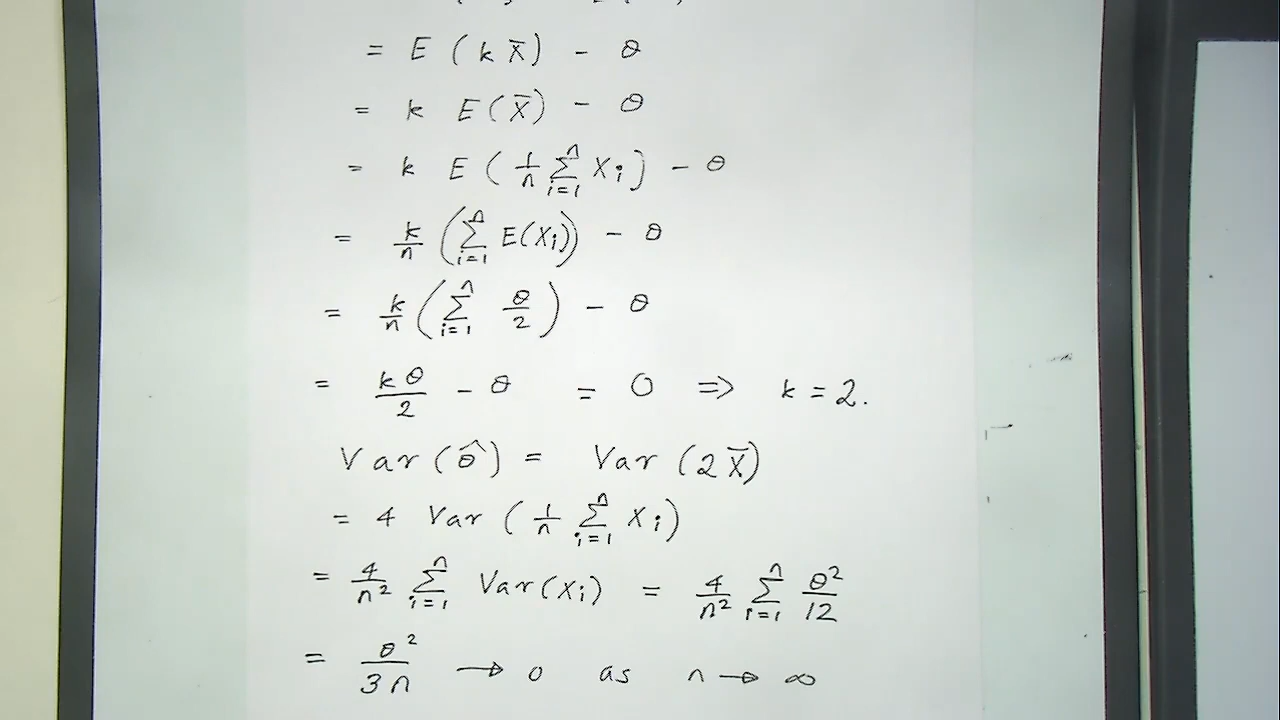 = E ( k X̄ ) - θ
= k E ( X̄ ) - θ
= k E ( 1/n Σ_{i=1}^{n} X_i ) - θ
= k/n ( Σ_{i=1}^{n} E(X_i) ) - θ
= k/n ( Σ_{i=1}^{n} θ/2 ) - θ
= kθ/2 - θ = 0 ⇒ k = 2.
Var ( θ̂ ) = Var ( 2 X̄ )
= 4 Var ( 1/n Σ_{i=1}^{n} X_i )
= 4/n² Σ_{i=1}^{n} Var(X_i) = 4/n² Σ_{i=1}^{n} θ²/12
= θ²/3n → 0 as n → ∞